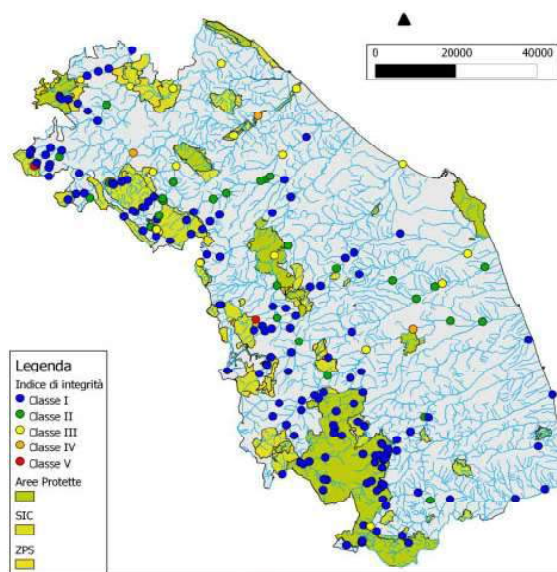 0 20000 40000
Legenda
Indice di integrità
Classe I
Classe II
Classe III
Classe IV
Classe V
Aree Protette
SIC
ZPS